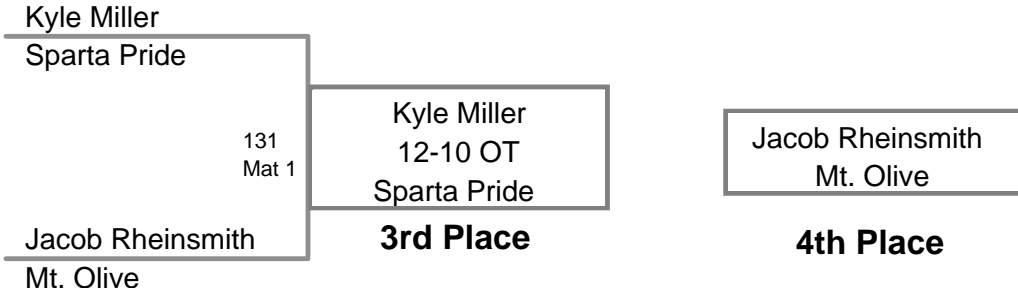 Kyle Miller
Sparta Pride
131
Mat 1
Kyle Miller
12-10 OT
Sparta Pride
3rd Place
Jacob Rheinsmith
Mt. Olive
4th Place
Jacob Rheinsmith
Mt. Olive